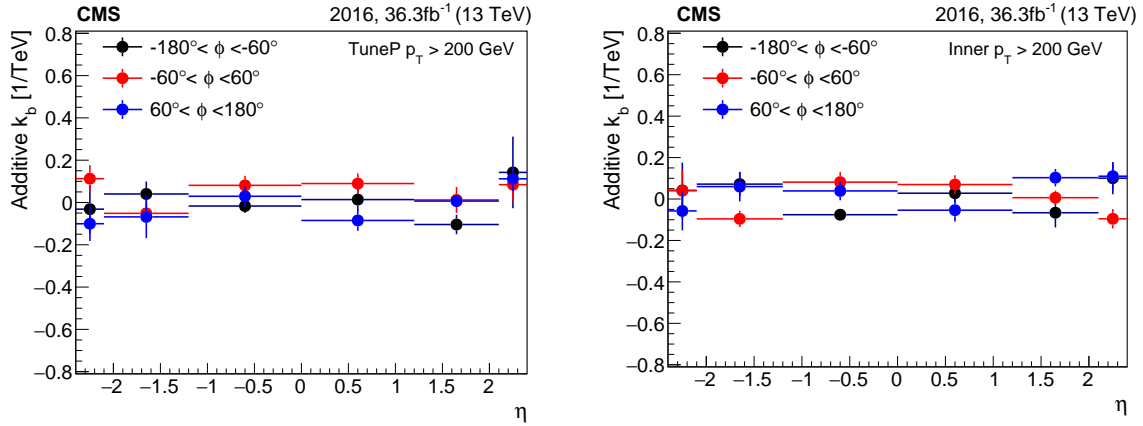 CMS 2016, 36.3fb⁻¹ (13 TeV)
Additive k_b [1/TeV]
0.8
0.6
0.4
0.2
0
−0.2
−0.4
−0.6
−0.8
-180°< ϕ <-60°
-60°< ϕ <60°
60°< ϕ <180°
TuneP p_T > 200 GeV
−2 −1.5 −1 −0.5 0 0.5 1 1.5 2
η
CMS 2016, 36.3fb⁻¹ (13 TeV)
Additive k_b [1/TeV]
0.8
0.6
0.4
0.2
0
−0.2
−0.4
−0.6
−0.8
-180°< ϕ <-60°
-60°< ϕ <60°
60°< ϕ <180°
Inner p_T > 200 GeV
−2 −1.5 −1 −0.5 0 0.5 1 1.5 2
η